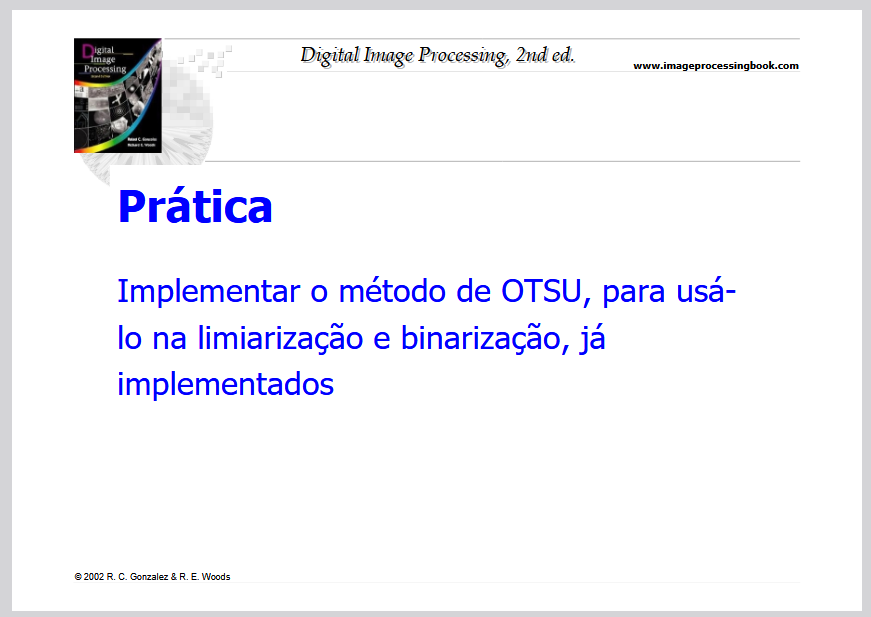 Digital Image Processing, 2nd ed.
www.imageprocessingbook.com
Digital
Image
Processing
Prática
Implementar o método de OTSU, para usá-
lo na limiarização e binarização, já
implementados
© 2002 R. C. Gonzalez & R. E. Woods